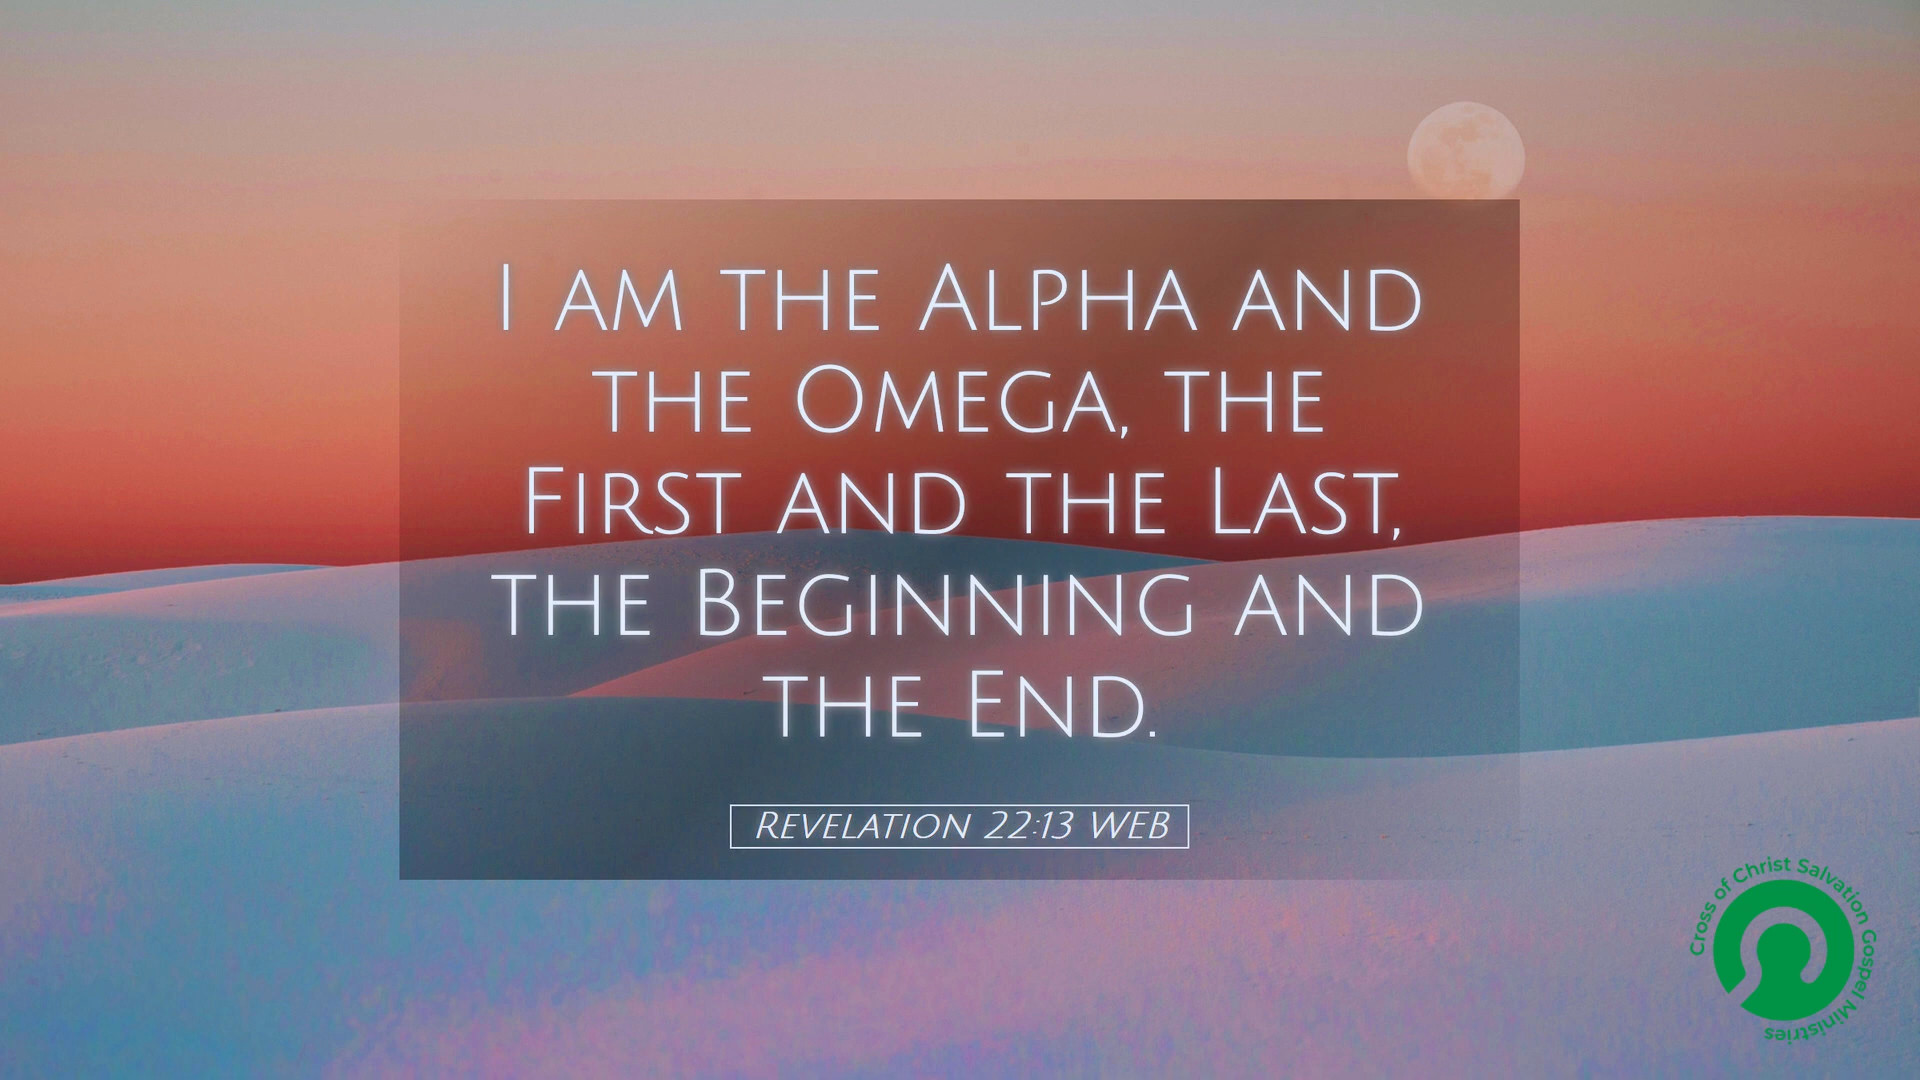 I am the Alpha and
the Omega, the
First and the Last,
the Beginning and
the End.
Revelation 22:13 WEB
Cross of Christ Salvation Gospel Ministries